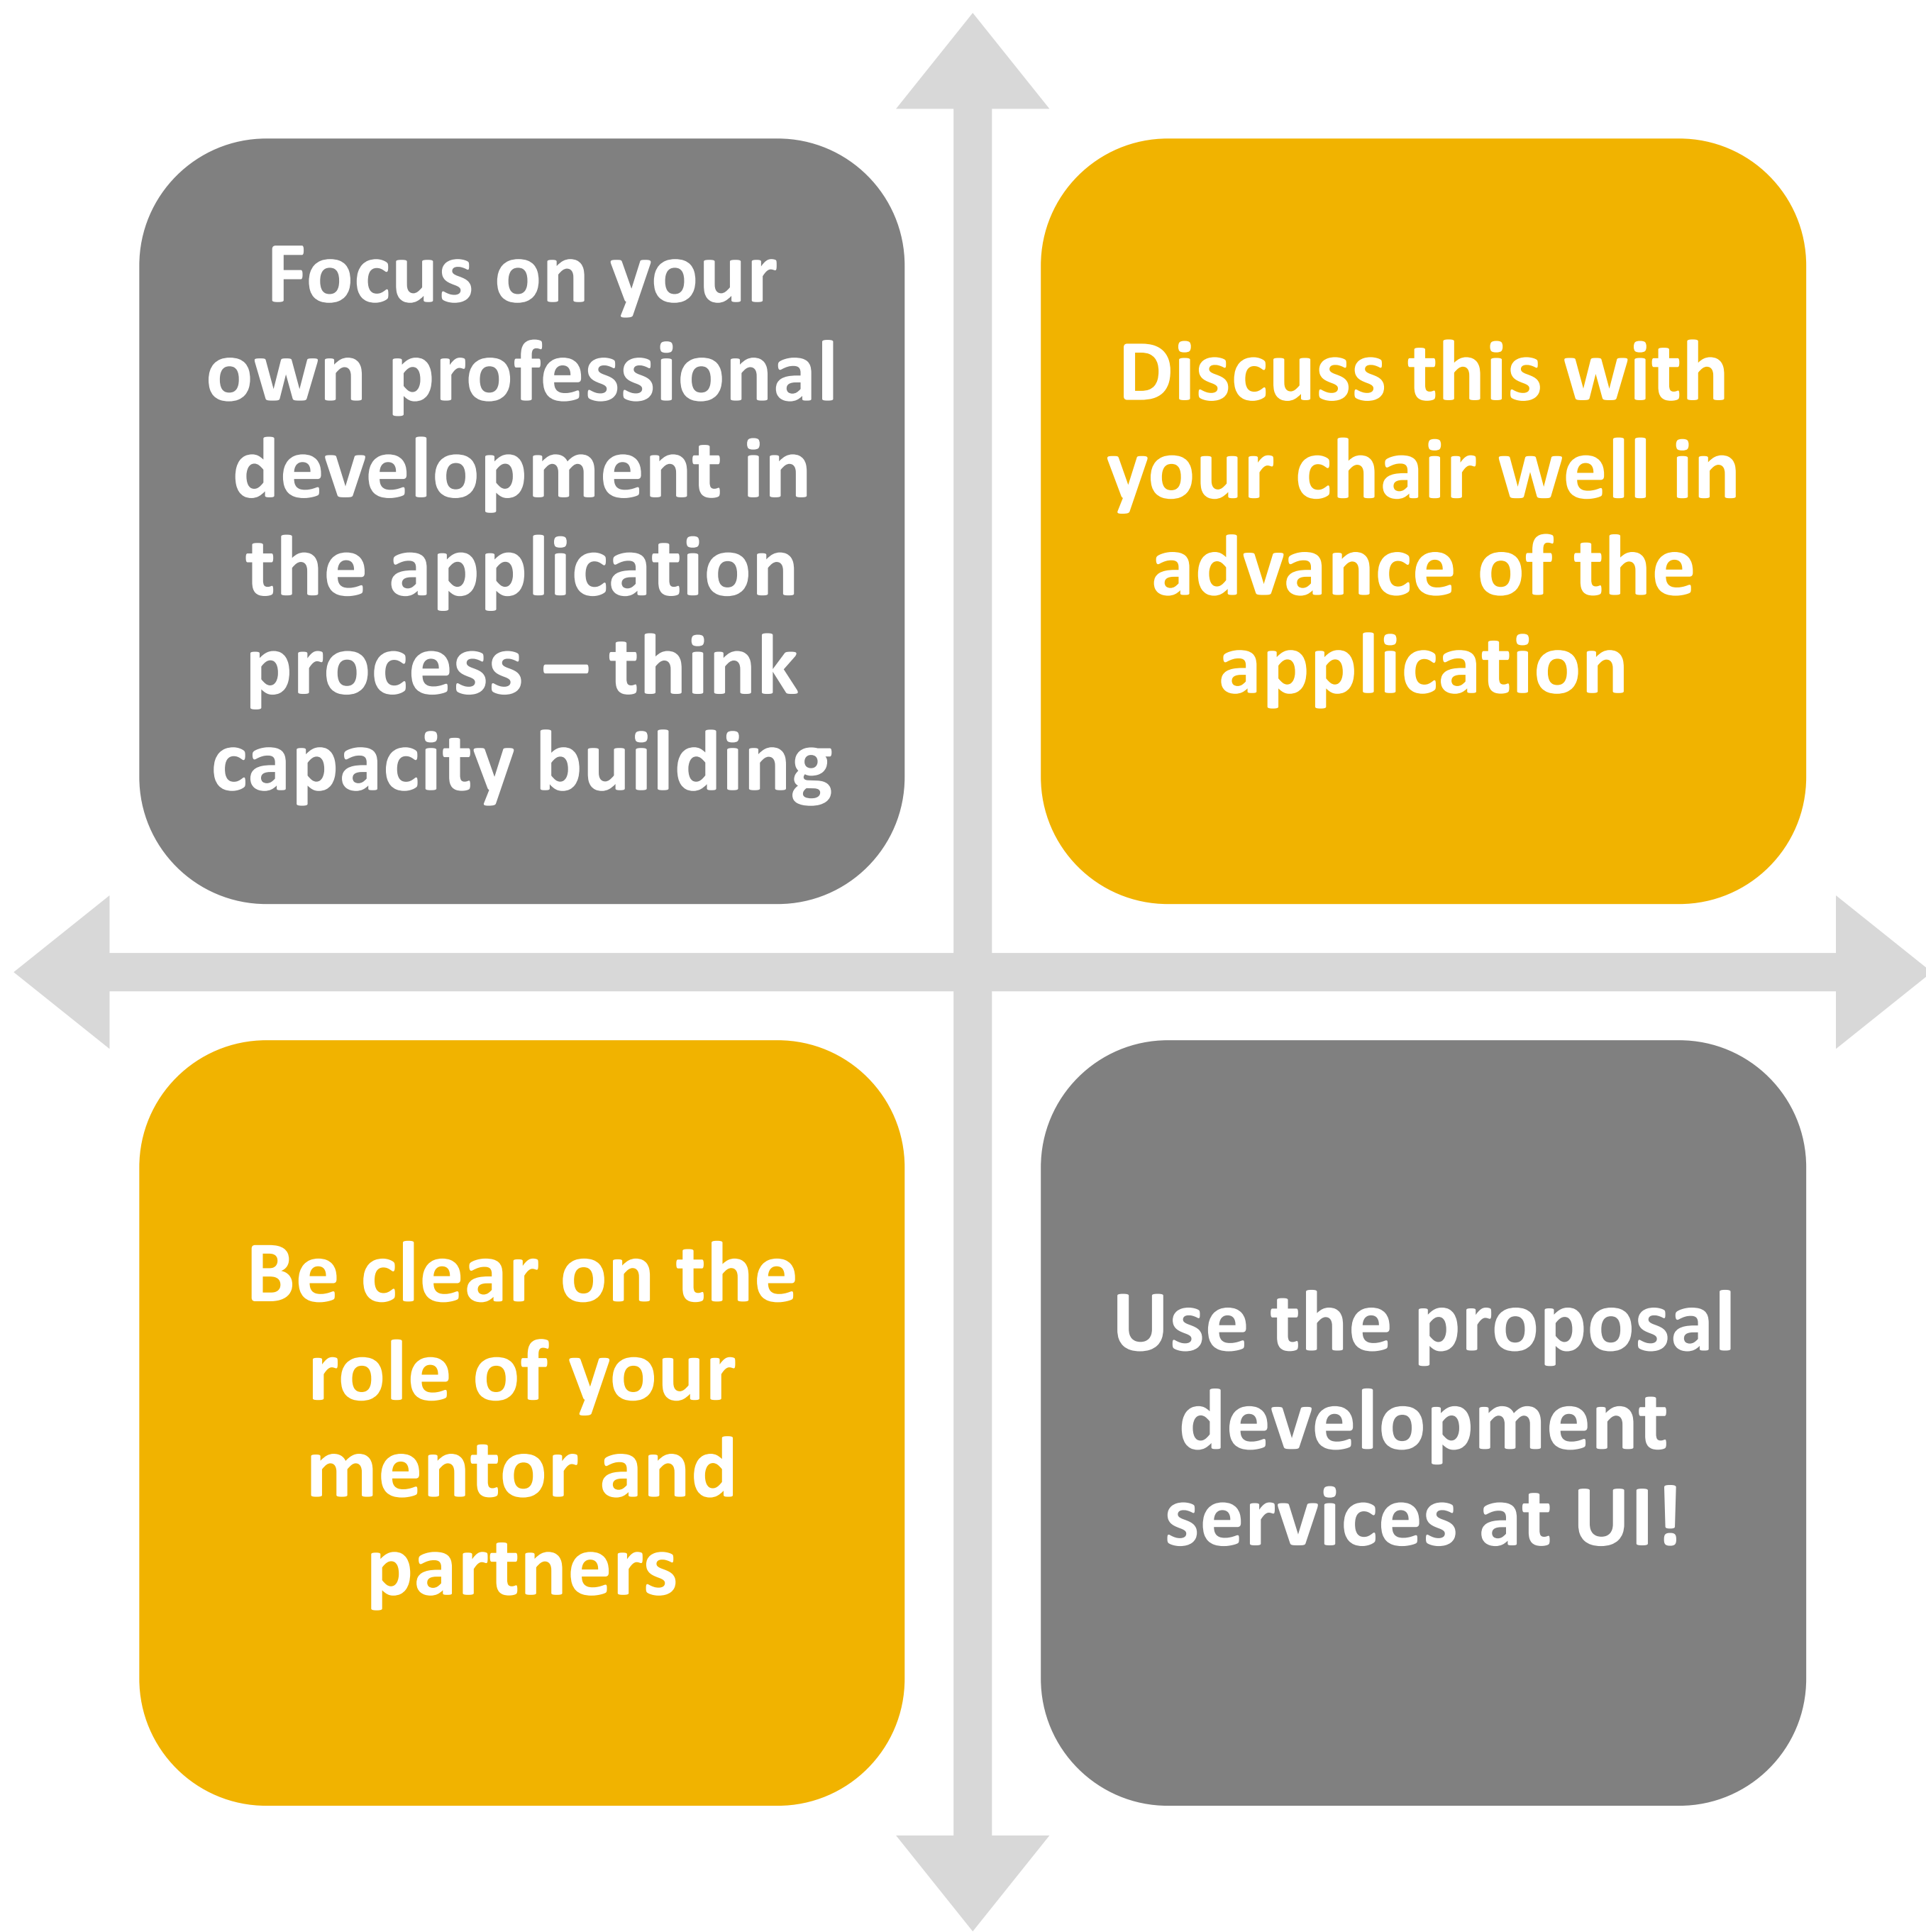 Focus on your
own professional
development in
the application
process – think
capacity building
Discuss this with
your chair well in
advance of the
application
Be clear on the
role of your
mentor and
partners
Use the proposal
development
services at UI!